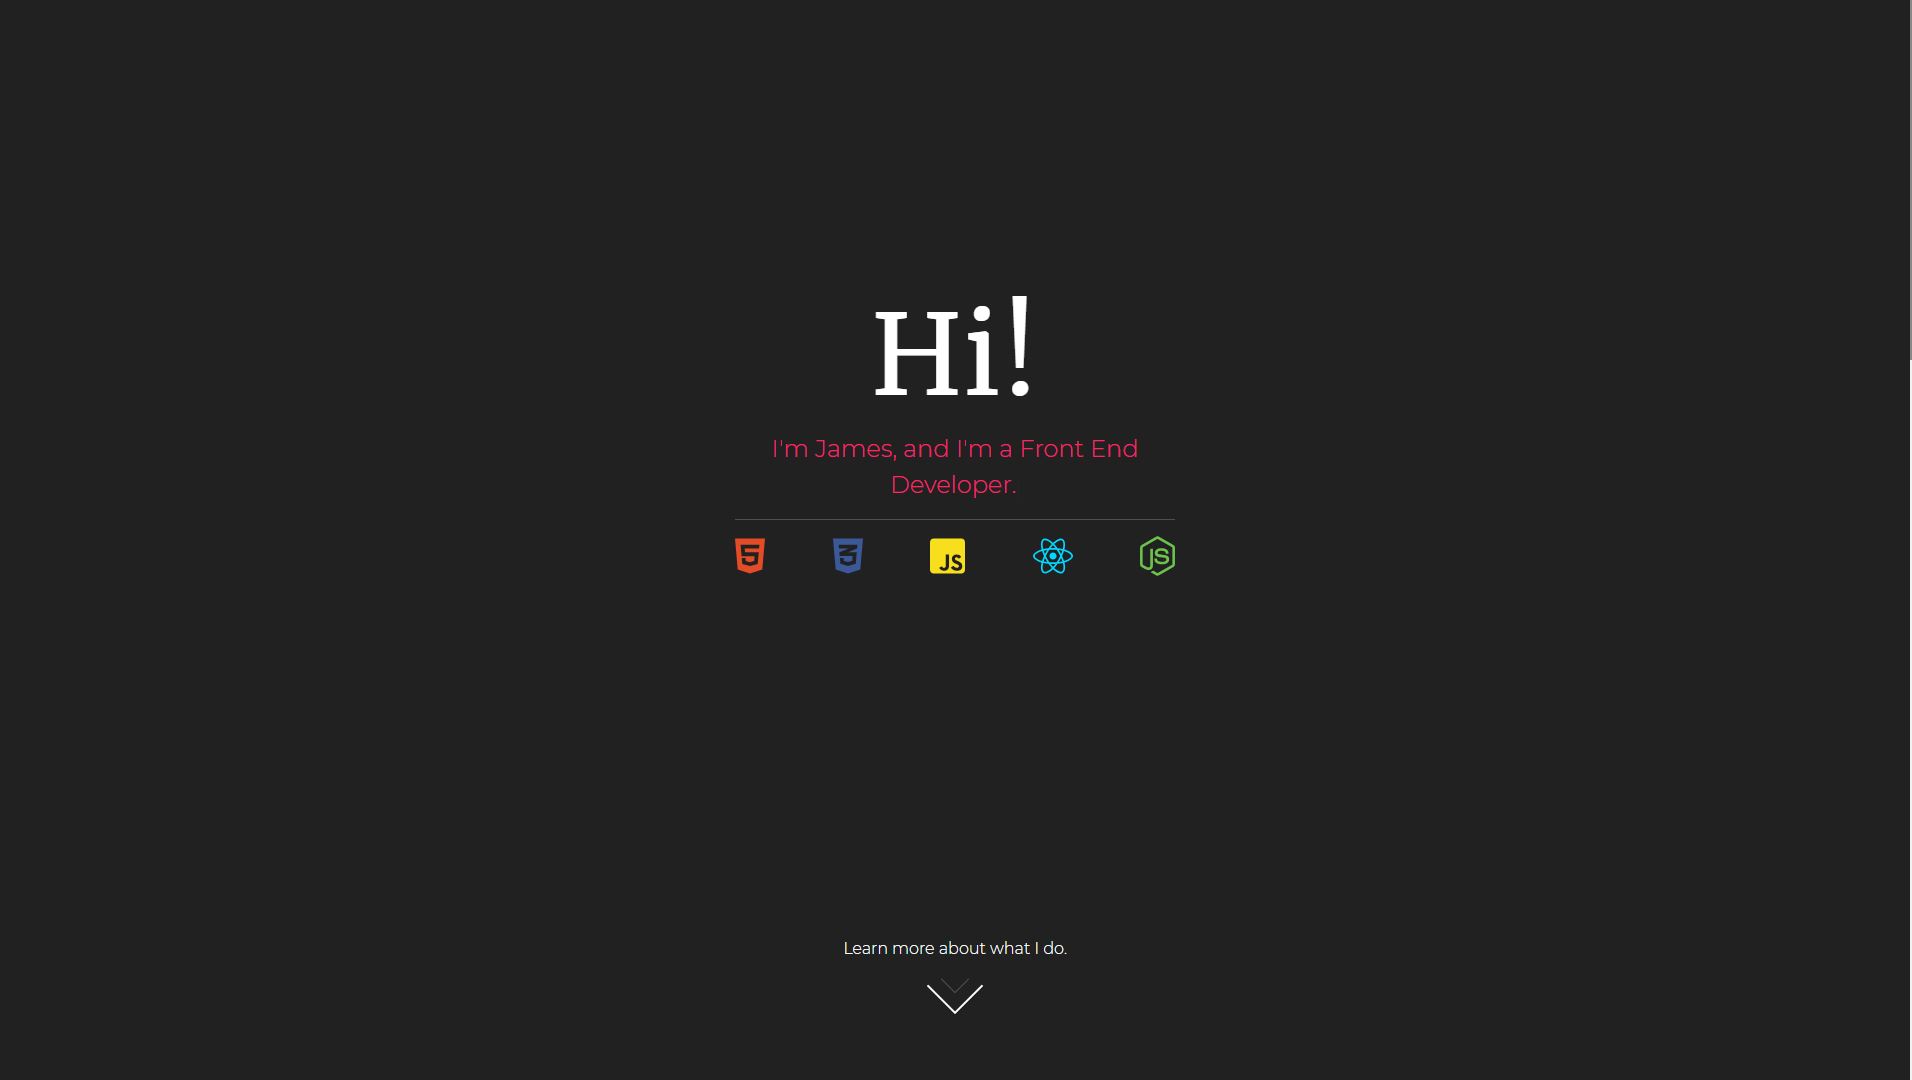 Hi!
I'm James, and I'm a Front End
Developer.
5 3 JS JS
Learn more about what I do.